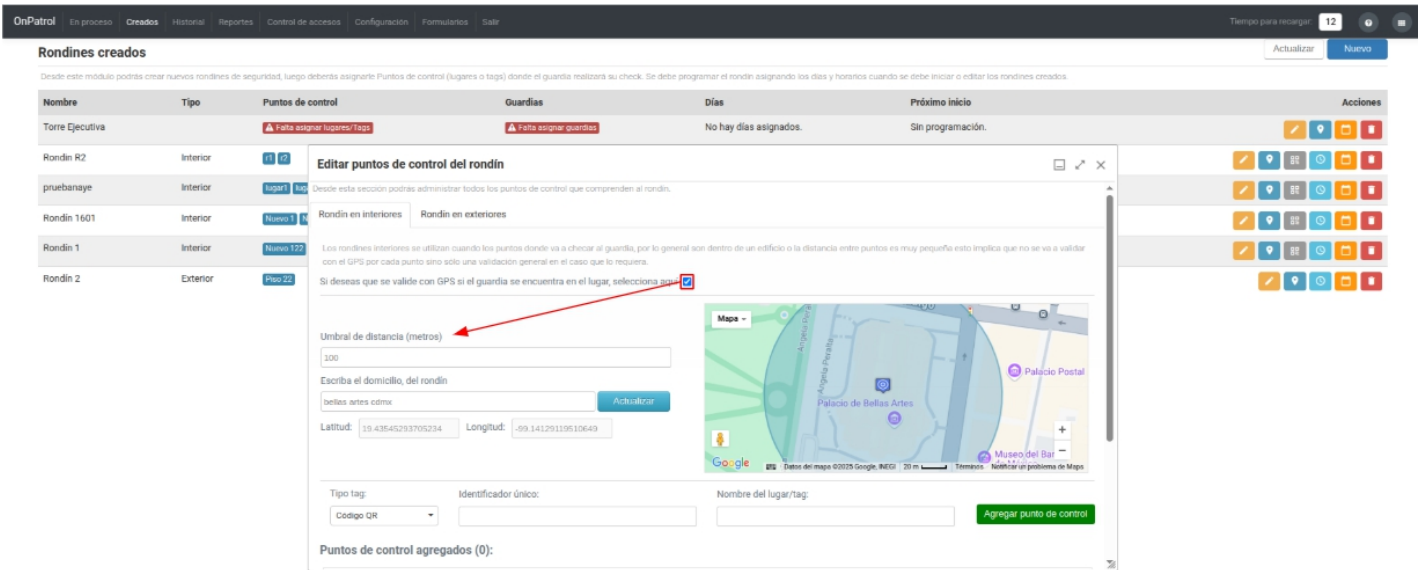 OnPatrol En proceso Creados Historial Reportes Control de accesos Configuración Formularios Salir Tiempo para recargar: 12
Rondines creados Actualizar Nuevo
Desde este módulo podrás crear nuevos rondines de seguridad, luego deberás asignarle Puntos de control (lugares o tags) donde el guardia realizará su check. Se debe programar el rondín asignando los días y horarios cuando se debe iniciar o editar los rondines creados.
Nombre Tipo Puntos de control Guardias Días Próximo inicio Acciones
Torre Ejecutiva Falta asignar lugares/Tags Falta asignar guardias No hay días asignados. Sin programación.
Rondin R2 Interior r1 r2
pruebanaye Interior lugar1
Rondín 1601 Interior Nuevo 1 N
Rondín 1 Interior Nuevo 122
Rondín 2 Exterior Piso 22
Editar puntos de control del rondín
Desde esta sección podras administrar todos los puntos de control que comprenden al rondín.
Rondín en interiores Rondín en exteriores
Los rondines interiores se utilizan cuando los puntos donde va a checar al guardia, por lo general son dentro de un edificio o la distancia entre puntos es muy pequeña esto implica que no se va a validar
con el GPS por cada punto sino sólo una validación general en el caso que lo requiera.
Si deseas que se valide con GPS si el guardia se encuentra en el lugar, selecciona aquí
Umbral de distancia (metros)
100
Escriba el domicilio, del rondín
bellas artes cdmx Actualizar
Latitud: 19.43545293705234 Longitud: -99.14129119510649
Mapa
Angela Peralta
Angela Peralta
Palacio Postal
Palacio de Bellas Artes
Museo del Ban
Google Datos del mapa ©2025 Google, INEGI 20 m Términos Notificar un problema de Maps
Tipo tag: Identificador único: Nombre del lugar/tag:
Código QR Agregar punto de control
Puntos de control agregados (0):